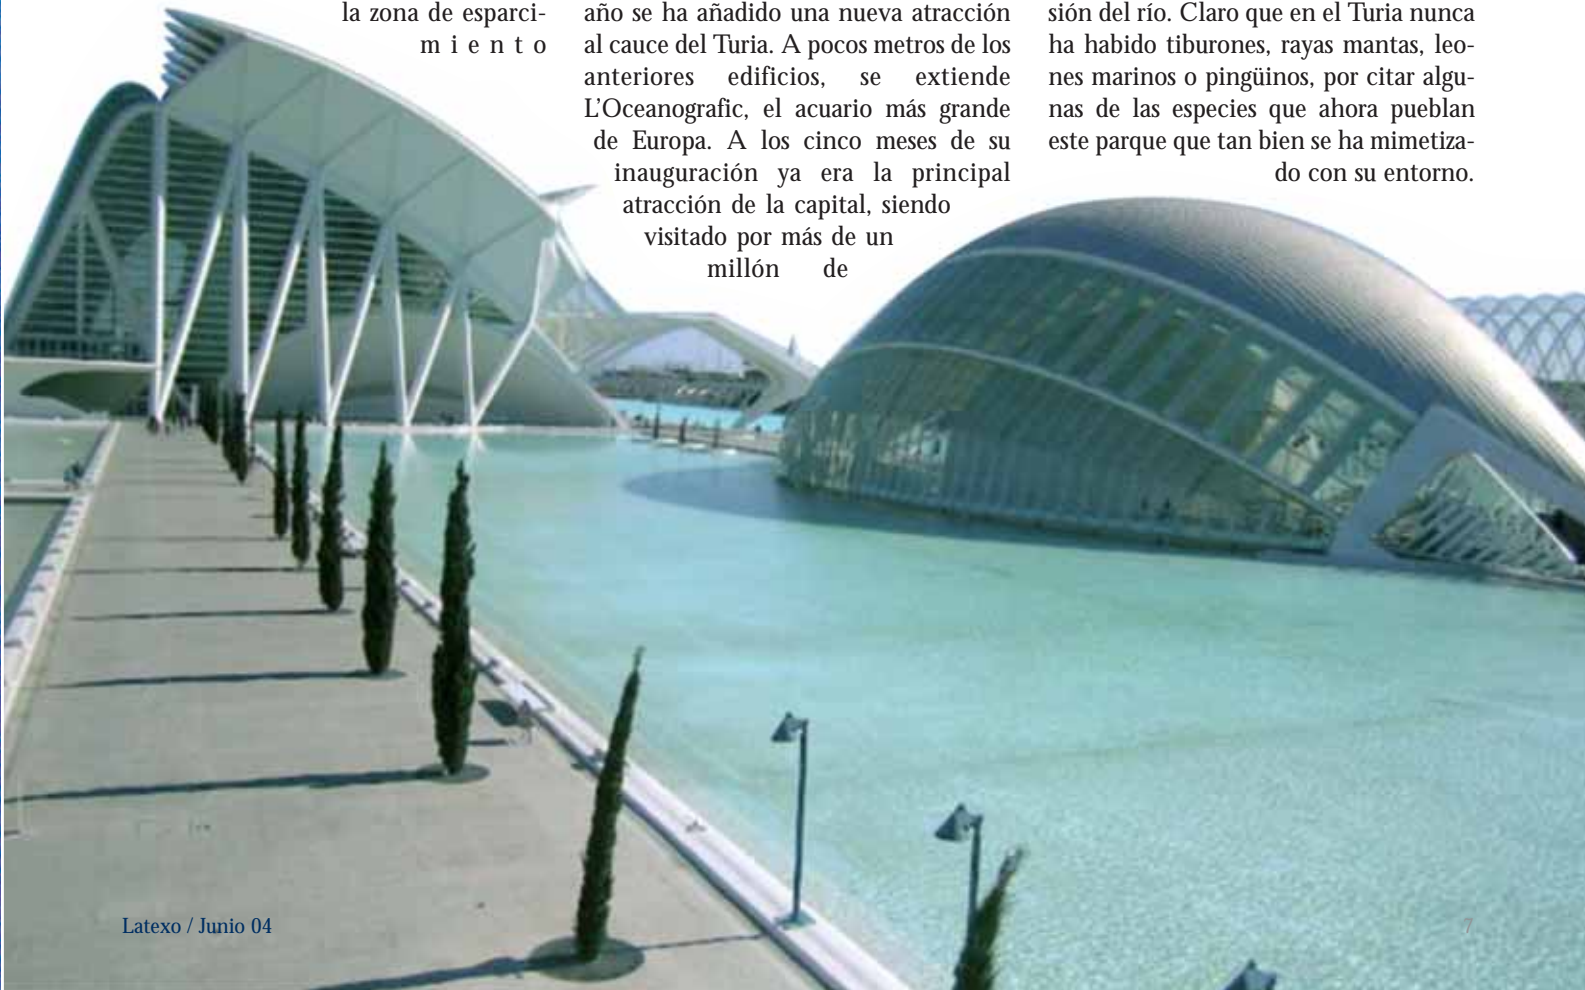 la zona de esparci-
miento
año se ha añadido una nueva atracción
al cauce del Turia. A pocos metros de los
anteriores edificios, se extiende
L’Oceanografic, el acuario más grande
de Europa. A los cinco meses de su
inauguración ya era la principal
atracción de la capital, siendo
visitado por más de un
millón de
sión del río. Claro que en el Turia nunca
ha habido tiburones, rayas mantas, leo-
nes marinos o pingüinos, por citar algu-
nas de las especies que ahora pueblan
este parque que tan bien se ha mimetiza-
do con su entorno.
Latexo / Junio 04
7